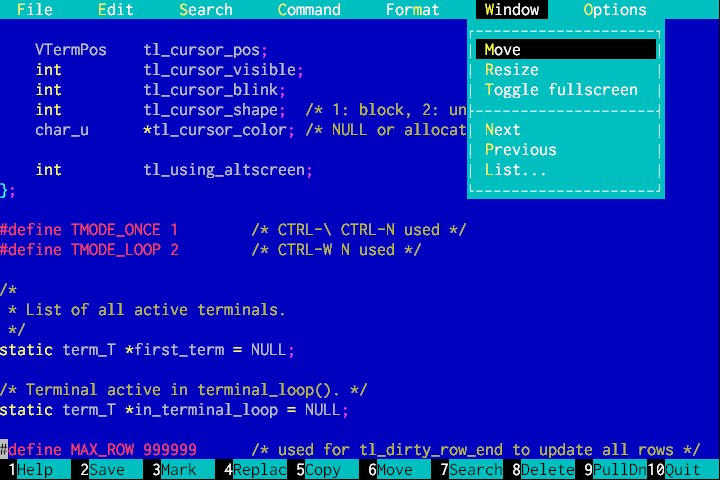 File Edit Search Command Format Window Options
Move
Resize
Toggle fullscreen
Next
Previous
List...
VTermPos tl_cursor_pos;
int tl_cursor_visible;
int tl_cursor_blink;
int tl_cursor_shape; /* 1: block, 2: un
char_u *tl_cursor_color; /* NULL or allocat
int tl_using_altscreen;
};
#define TMODE_ONCE 1 /* CTRL-\ CTRL-N used */
#define TMODE_LOOP 2 /* CTRL-W N used */
/*
* List of all active terminals.
*/
static term_T *first_term = NULL;
/* Terminal active in terminal_loop(). */
static term_T *in_terminal_loop = NULL;
#define MAX_ROW 999999 /* used for tl_dirty_row_end to update all rows */
1Help 2Save 3Mark 4Replac 5Copy 6Move 7Search 8Delete 9PullDn 10Quit